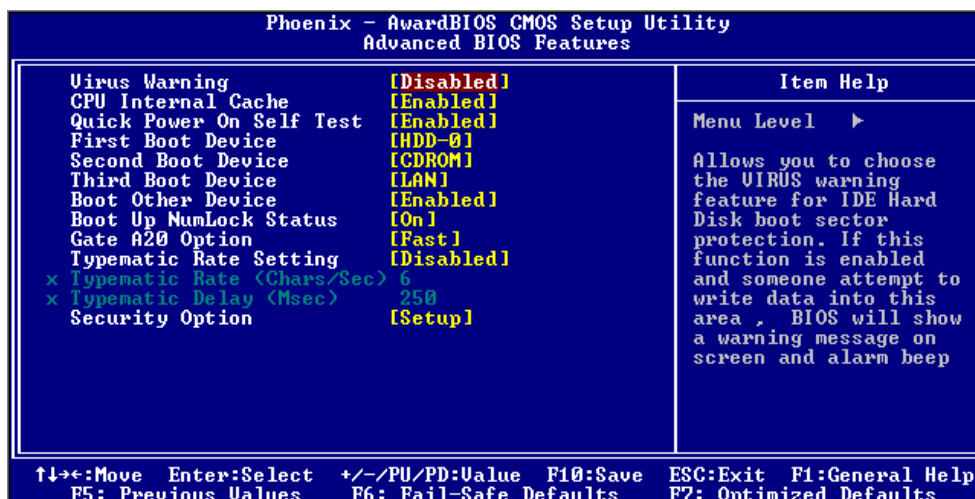 Phoenix - AwardBIOS CMOS Setup Utility
Advanced BIOS Features
Virus Warning [Disabled]
CPU Internal Cache [Enabled]
Quick Power On Self Test [Enabled]
First Boot Device [HDD-0]
Second Boot Device [CDROM]
Third Boot Device [LAN]
Boot Other Device [Enabled]
Boot Up NumLock Status [On]
Gate A20 Option [Fast]
Typematic Rate Setting [Disabled]
x Typematic Rate (Chars/Sec) 6
x Typematic Delay (Msec) 250
Security Option [Setup]
Item Help
Menu Level ▶
Allows you to choose
the VIRUS warning
feature for IDE Hard
Disk boot sector
protection. If this
function is enabled
and someone attempt to
write data into this
area , BIOS will show
a warning message on
screen and alarm beep
↑↓→←:Move Enter:Select +/-/PU/PD:Value F10:Save ESC:Exit F1:General Help
F5: Previous Values F6: Fail-Safe Defaults F7: Optimized Defaults